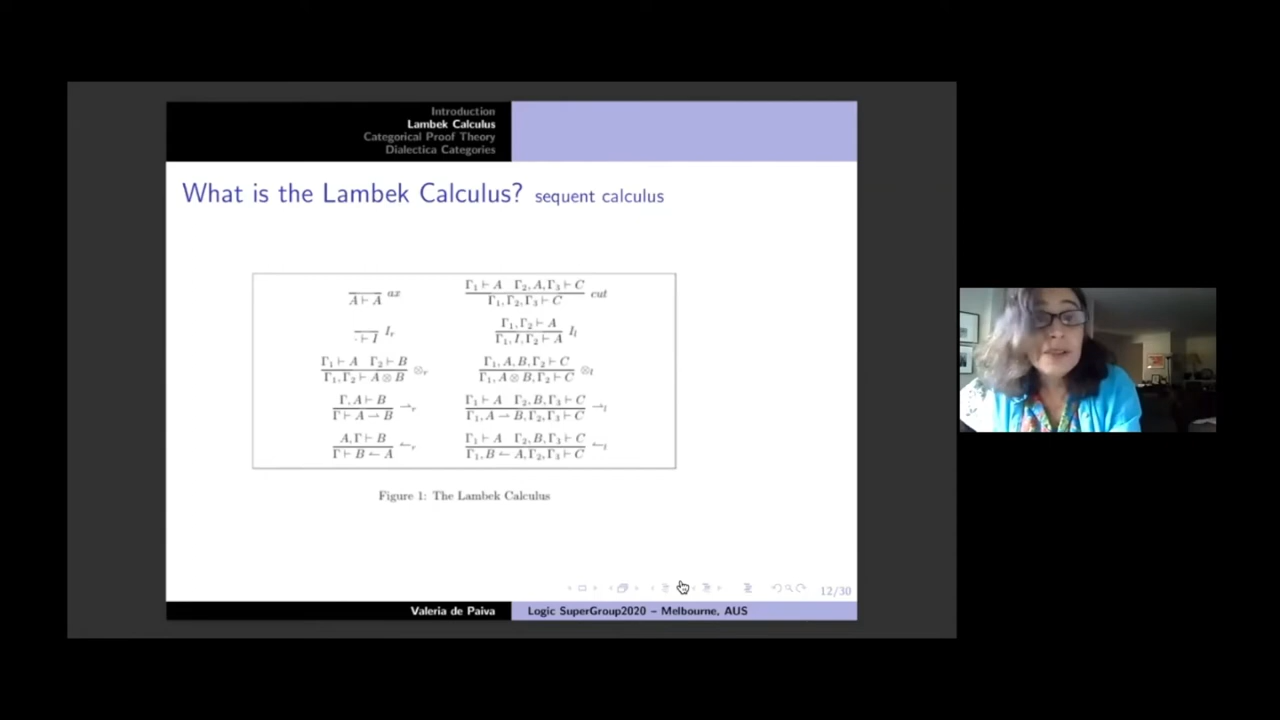 Introduction
Lambek Calculus
Categorical Proof Theory
Dialectica Categories
What is the Lambek Calculus? sequent calculus
A ⊢ A ax
Γ₁ ⊢ A Γ₂, A, Γ₃ ⊢ C
Γ₁, Γ₂, Γ₃ ⊢ C cut
· ⊢ I Iᵣ
Γ₁, Γ₂ ⊢ A
Γ₁, I, Γ₂ ⊢ A Iₗ
Γ₁ ⊢ A Γ₂ ⊢ B
Γ₁, Γ₂ ⊢ A ⊗ B ⊗ᵣ
Γ₁, A, B, Γ₂ ⊢ C
Γ₁, A ⊗ B, Γ₂ ⊢ C ⊗ₗ
Γ, A ⊢ B
Γ ⊢ A ⇀ B ⇀ᵣ
Γ₁ ⊢ A Γ₂, B, Γ₃ ⊢ C
Γ₁, A ⇀ B, Γ₂, Γ₃ ⊢ C ⇀ₗ
A, Γ ⊢ B
Γ ⊢ B ↼ A ↼ᵣ
Γ₁ ⊢ A Γ₂, B, Γ₃ ⊢ C
Γ₁, B ↼ A, Γ₂, Γ₃ ⊢ C ↼ₗ
Figure 1: The Lambek Calculus
12/30
Valeria de Paiva
Logic SuperGroup2020 – Melbourne, AUS